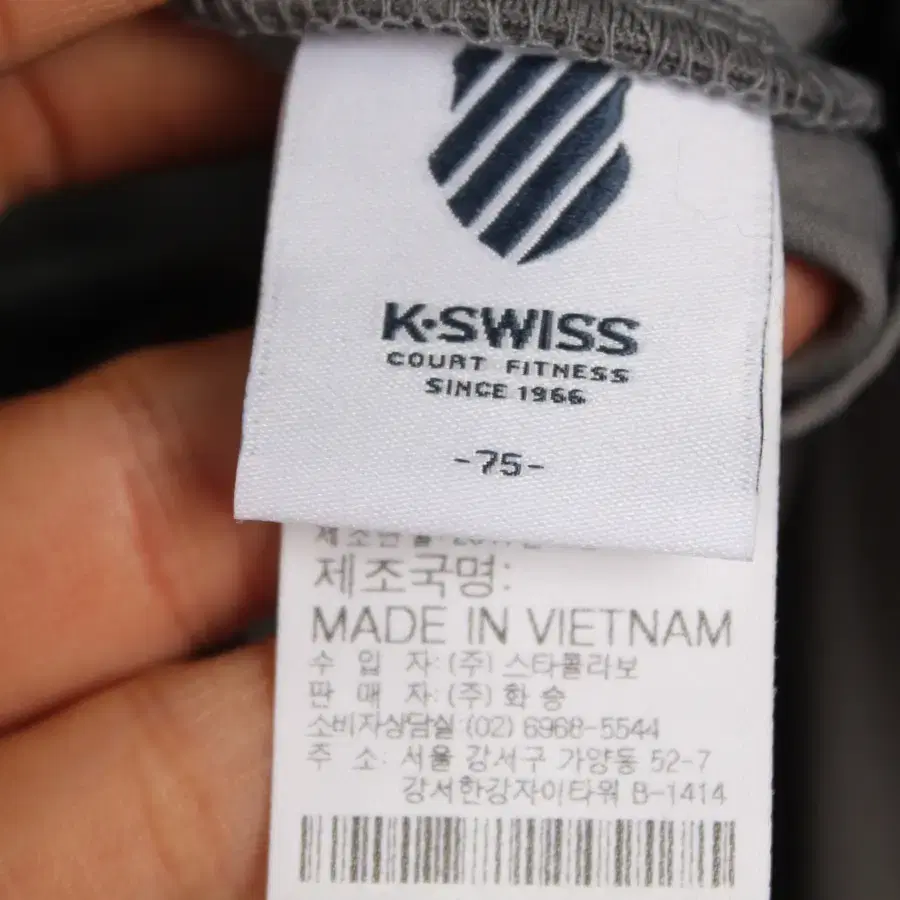 K·SWISS
COURT FITNESS
SINCE 1966
-75-
제조국명:
MADE IN VIETNAM
수 입 자: (주) 스타콜라보
판 매 자: (주) 화 승
소비자상담실: (02) 6968-5544
주 소: 서울 강서구 가양동 52-7
강서한강자이타워 B-1414